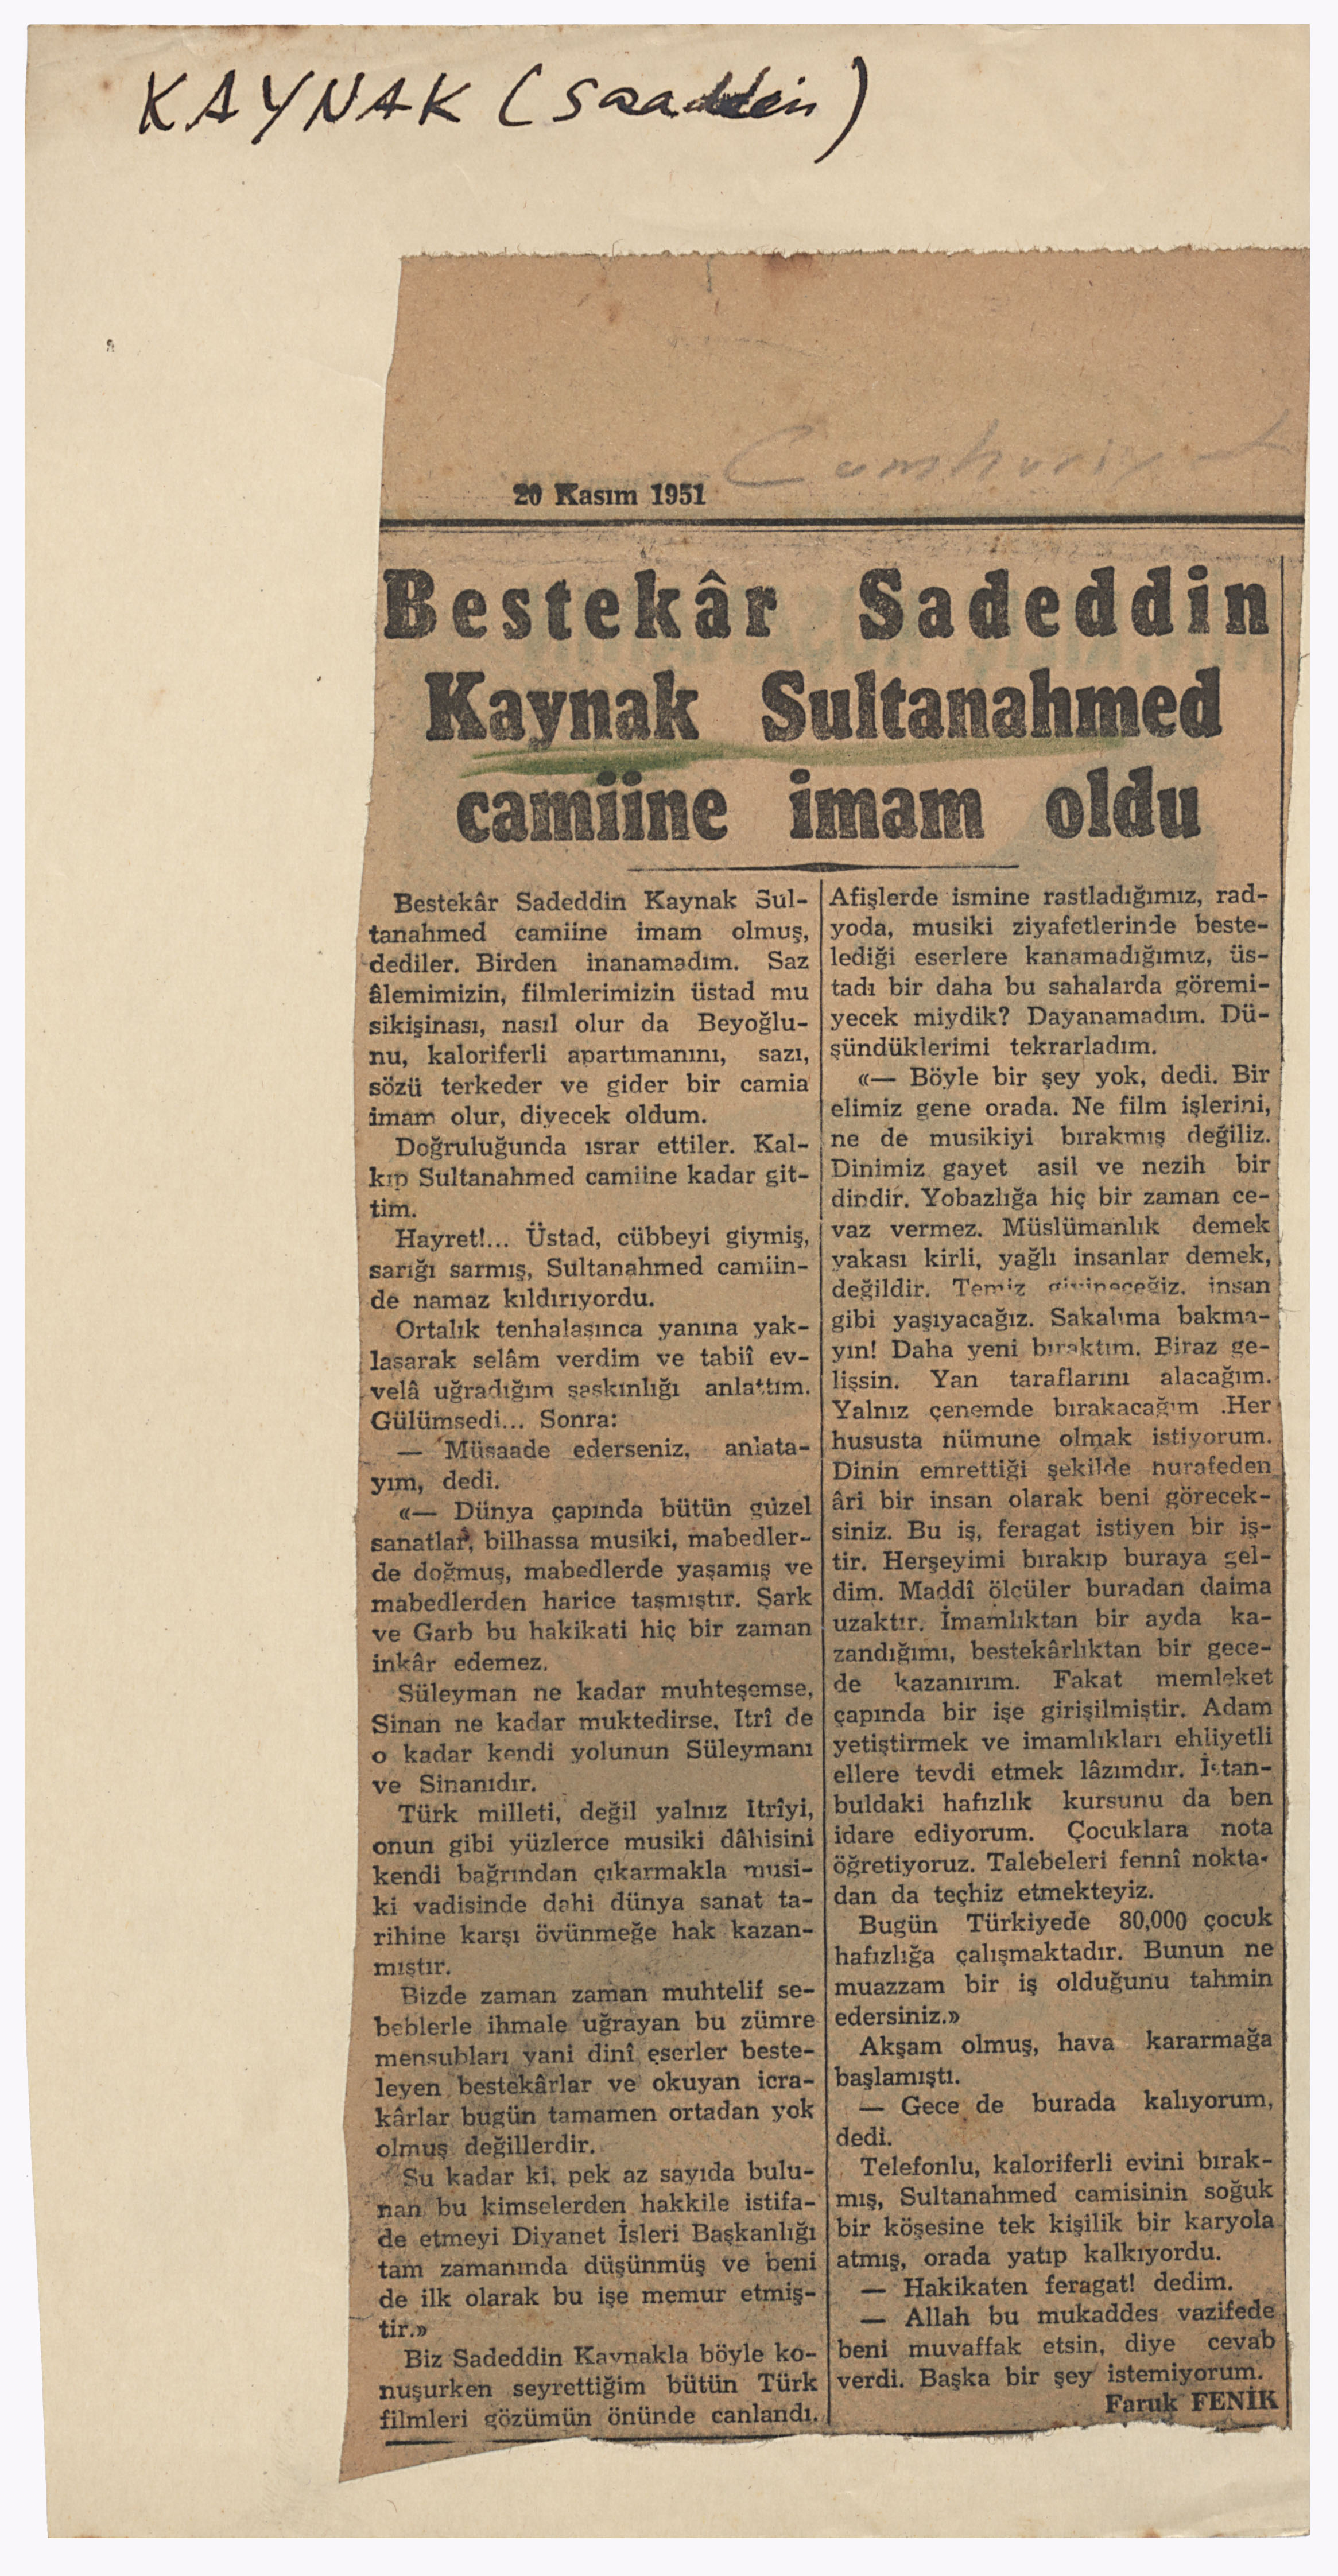 KAYNAK (Saaddin)
Cumhuriyet
20 Kasım 1951
Bestekâr Sadeddin
Kaynak Sultanahmed
camiine imam oldu
Bestekâr Sadeddin Kaynak Sul-
tanahmed camiine imam olmuş,
dediler. Birden inanamadım. Saz
âlemimizin, filmlerimizin üstad mu
sikişinası, nasıl olur da Beyoğlu-
nu, kaloriferli apartımanını, sazı,
sözü terkeder ve gider bir camia
imam olur, diyecek oldum.
Doğruluğunda ısrar ettiler. Kal-
kıp Sultanahmed camiine kadar git-
tim.
Hayret!... Üstad, cübbeyi giymiş,
sarığı sarmış, Sultanahmed camiin-
de namaz kıldırıyordu.
Ortalık tenhalaşınca yanına yak-
laşarak selâm verdim ve tabiî ev-
velâ uğradığım şaşkınlığı anlattım.
Gülümsedi... Sonra:
— Müsaade ederseniz, anlata-
yım, dedi.
«— Dünya çapında bütün güzel
sanatlar, bilhassa musiki, mabedler-
de doğmuş, mabedlerde yaşamış ve
mabedlerden harice taşmıştır. Şark
ve Garb bu hakikati hiç bir zaman
inkâr edemez.
Süleyman ne kadar muhteşemse,
Sinan ne kadar muktedirse, Itrî de
o kadar kendi yolunun Süleymanı
ve Sinanıdır.
Türk milleti, değil yalnız Itrîyi,
onun gibi yüzlerce musiki dâhisini
kendi bağrından çıkarmakla musi-
ki vadisinde dahi dünya sanat ta-
rihine karşı övünmeğe hak kazan-
mıştır.
Bizde zaman zaman muhtelif se-
beblerle ihmale uğrayan bu zümre
mensubları yani dinî eserler beste-
leyen bestekârlar ve okuyan icra-
kârlar bugün tamamen ortadan yok
olmuş değillerdir.
Şu kadar ki, pek az sayıda bulu-
nan bu kimselerden hakkile istifa-
de etmeyi Diyanet İşleri Başkanlığı
tam zamanında düşünmüş ve beni
de ilk olarak bu işe memur etmiş-
tir.»
Biz Sadeddin Kaynakla böyle ko-
nuşurken seyrettiğim bütün Türk
filmleri gözümün önünde canlandı.
Afişlerde ismine rastladığımız, rad-
yoda, musiki ziyafetlerinde beste-
lediği eserlere kanamadığımız, üs-
tadı bir daha bu sahalarda göremi-
yecek miydik? Dayanamadım. Dü-
şündüklerimi tekrarladım.
«— Böyle bir şey yok, dedi. Bir
elimiz gene orada. Ne film işlerini,
ne de musikiyi bırakmış değiliz.
Dinimiz gayet asil ve nezih bir
dindir. Yobazlığa hiç bir zaman ce-
vaz vermez. Müslümanlık demek
yakası kirli, yağlı insanlar demek,
değildir. Temiz giyineceğiz, insan
gibi yaşıyacağız. Sakalıma bakma-
yın! Daha yeni bıraktım. Biraz ge-
lişsin. Yan taraflarını alacağım.
Yalnız çenemde bırakacağım .Her
hususta nümune olmak istiyorum.
Dinin emrettiği şekilde hurafeden
âri bir insan olarak beni görecek-
siniz. Bu iş, feragat istiyen bir iş-
tir. Herşeyimi bırakıp buraya gel-
dim. Maddî ölçüler buradan daima
uzaktır. İmamlıktan bir ayda ka-
zandığımı, bestekârlıktan bir gece-
de kazanırım. Fakat memleket
çapında bir işe girişilmiştir. Adam
yetiştirmek ve imamlıkları ehliyetli
ellere tevdi etmek lâzımdır. İstan-
buldaki hafızlık kursunu da ben
idare ediyorum. Çocuklara nota
öğretiyoruz. Talebeleri fennî nokta-
dan da teçhiz etmekteyiz.
Bugün Türkiyede 80,000 çocuk
hafızlığa çalışmaktadır. Bunun ne
muazzam bir iş olduğunu tahmin
edersiniz.»
Akşam olmuş, hava kararmağa
başlamıştı.
— Gece de burada kalıyorum,
dedi.
Telefonlu, kaloriferli evini bırak-
mış, Sultanahmed camisinin soğuk
bir köşesine tek kişilik bir karyola
atmış, orada yatıp kalkıyordu.
— Hakikaten feragat! dedim.
— Allah bu mukaddes vazifede
beni muvaffak etsin, diye cevab
verdi. Başka bir şey istemiyorum.
Faruk FENİK